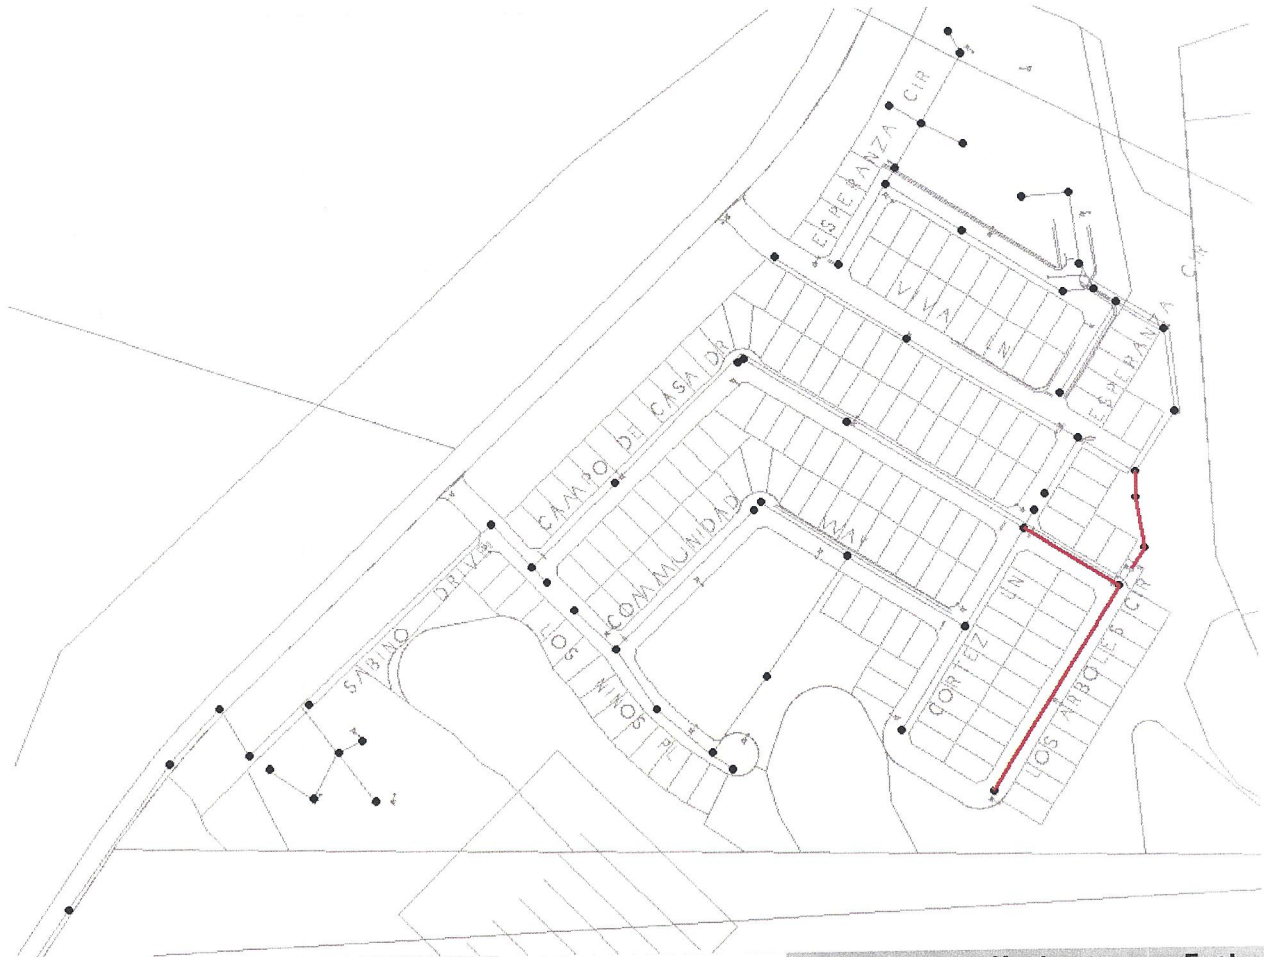 ESPERANZA CIR
VIVA LN
ESPERANZA CIR
CAMPO DE CASA DR
COMMUNIDAD WAY
SABINO DRIVE
LOS NINOS PL
CORTEZ LN
LOS ARBOLES CIR